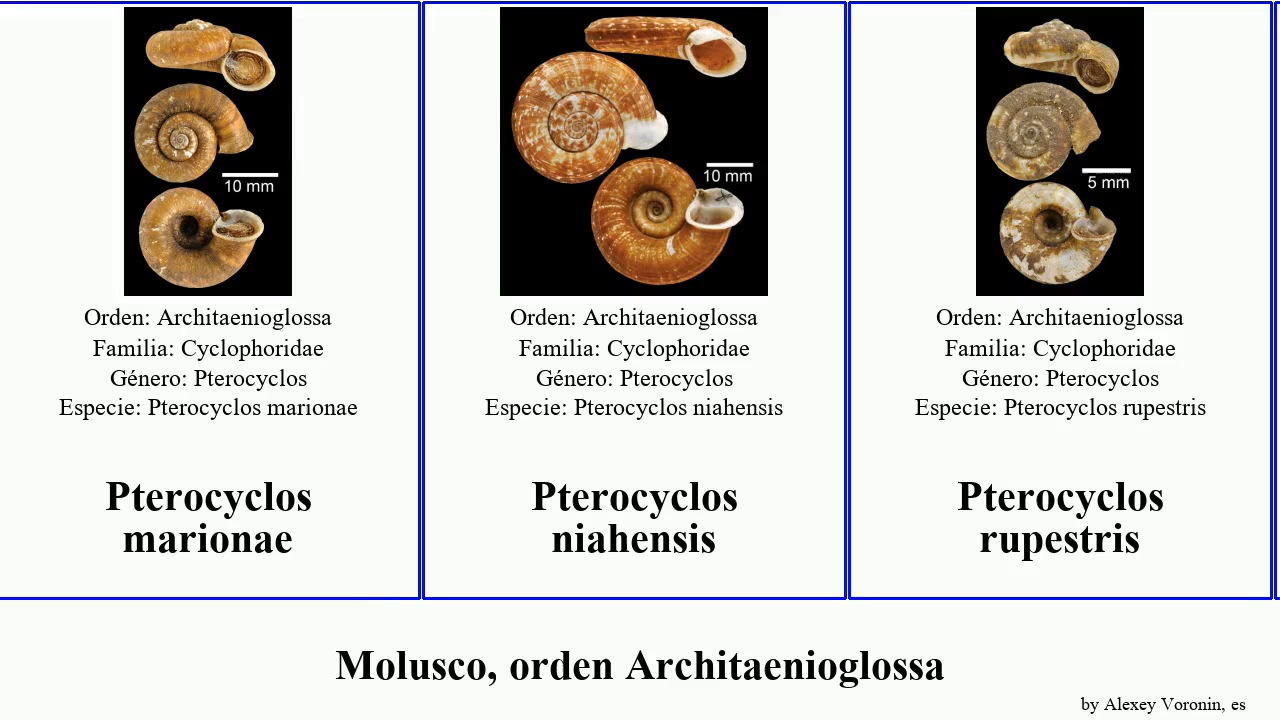 10 mm
Orden: Architaenioglossa
Familia: Cyclophoridae
Género: Pterocyclos
Especie: Pterocyclos marionae
Pterocyclos
marionae
10 mm
Orden: Architaenioglossa
Familia: Cyclophoridae
Género: Pterocyclos
Especie: Pterocyclos niahensis
Pterocyclos
niahensis
5 mm
Orden: Architaenioglossa
Familia: Cyclophoridae
Género: Pterocyclos
Especie: Pterocyclos rupestris
Pterocyclos
rupestris
Molusco, orden Architaenioglossa
by Alexey Voronin, es